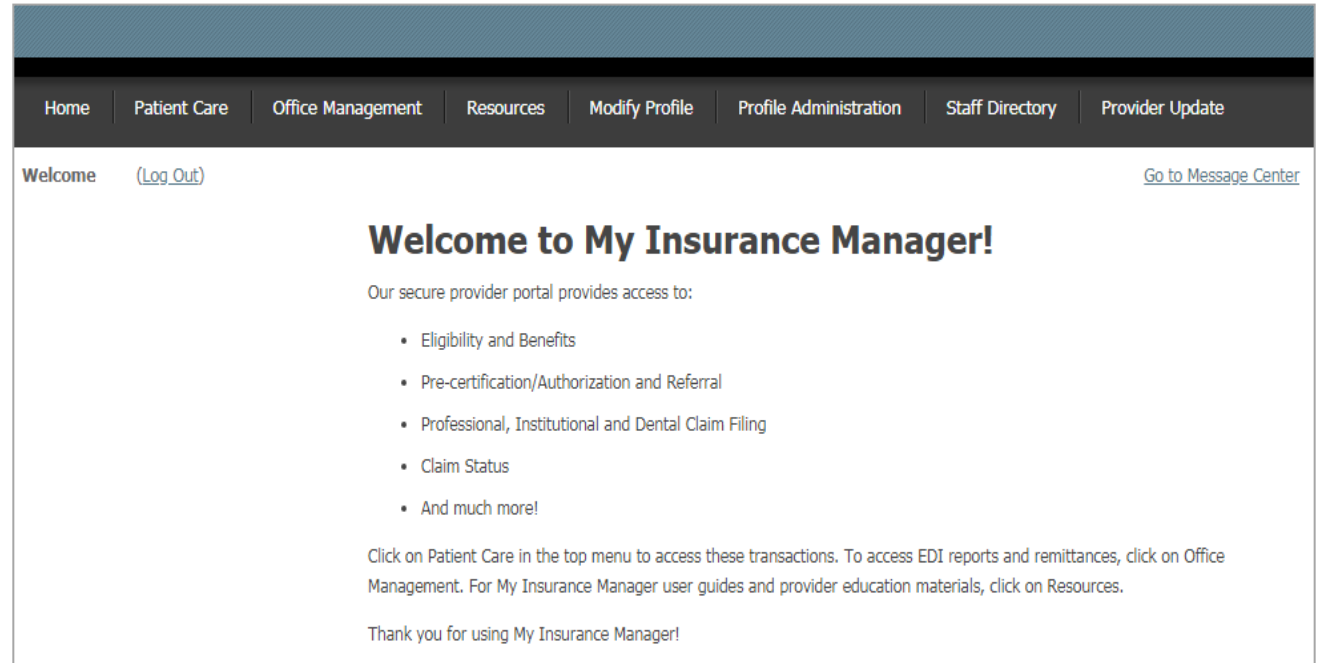 Home Patient Care Office Management Resources Modify Profile Profile Administration Staff Directory Provider Update
Welcome (Log Out) Go to Message Center
Welcome to My Insurance Manager!
Our secure provider portal provides access to:
• Eligibility and Benefits
• Pre-certification/Authorization and Referral
• Professional, Institutional and Dental Claim Filing
• Claim Status
• And much more!
Click on Patient Care in the top menu to access these transactions. To access EDI reports and remittances, click on Office
Management. For My Insurance Manager user guides and provider education materials, click on Resources.
Thank you for using My Insurance Manager!